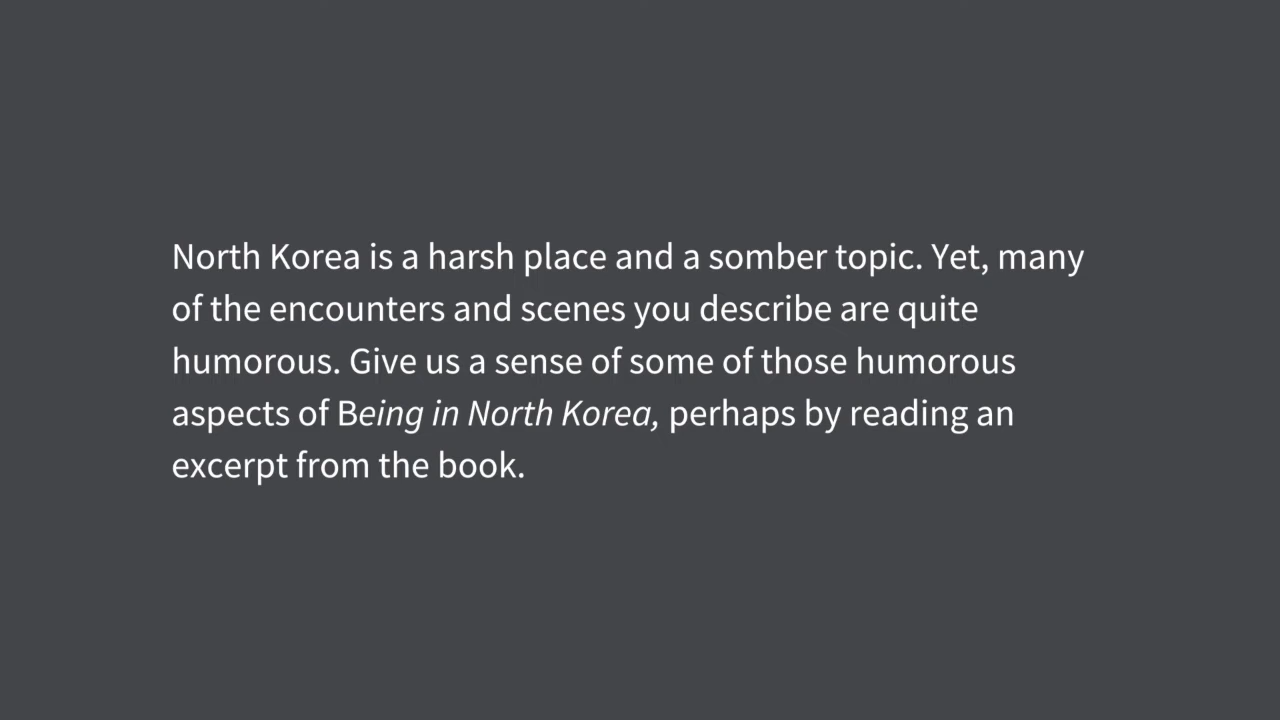 North Korea is a harsh place and a somber topic. Yet, many
of the encounters and scenes you describe are quite
humorous. Give us a sense of some of those humorous
aspects of Being in North Korea, perhaps by reading an
excerpt from the book.